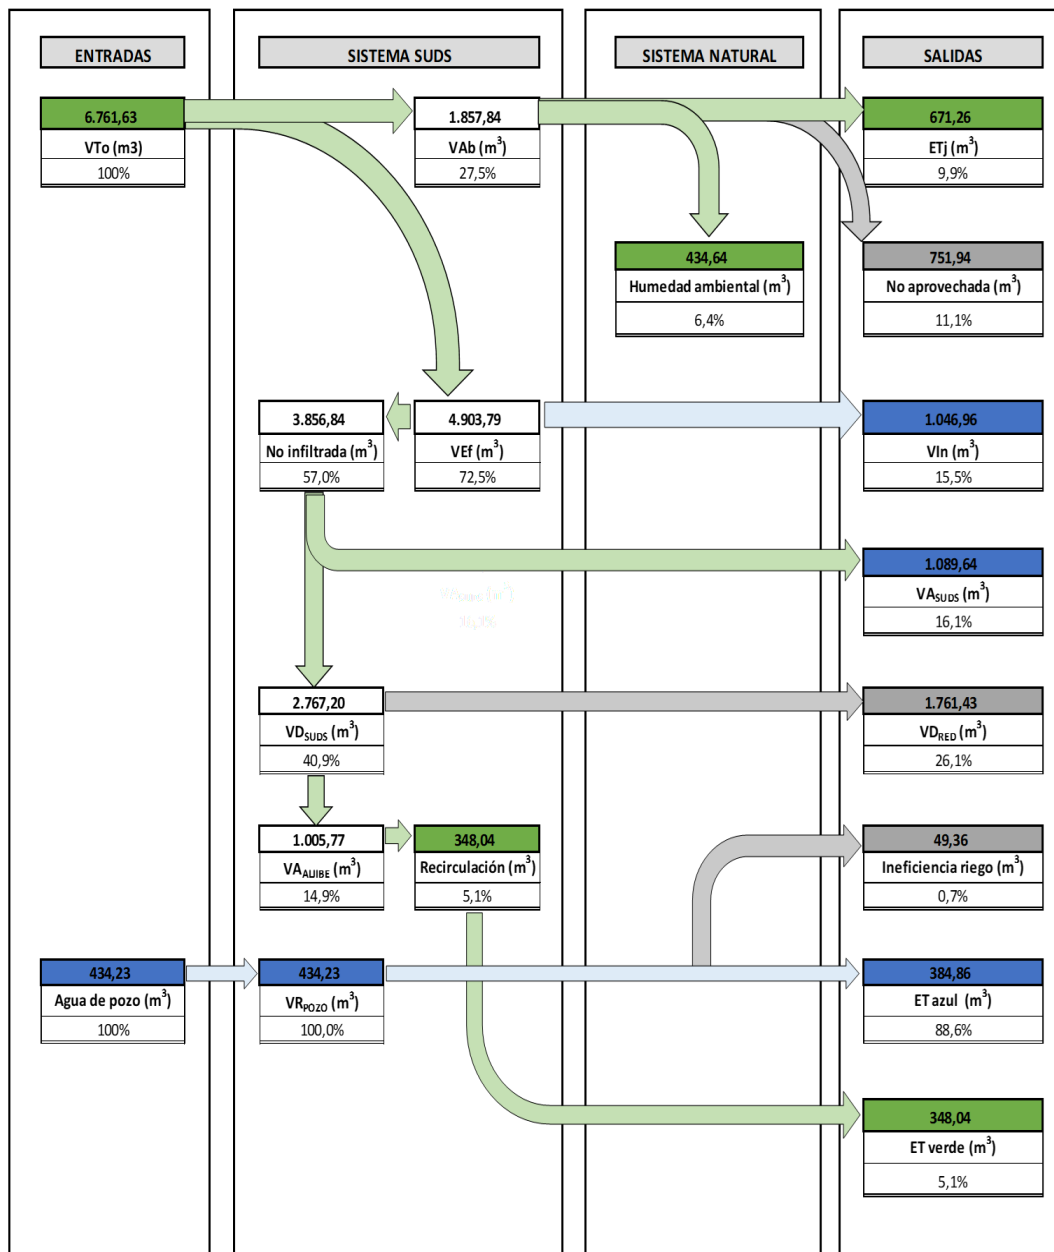 ENTRADAS
SISTEMA SUDS
SISTEMA NATURAL
SALIDAS
6.761,63
VTo (m3)
100%
1.857,84
VAb (m³)
27,5%
671,26
ETj (m³)
9,9%
434,64
Humedad ambiental (m³)
6,4%
751,94
No aprovechada (m³)
11,1%
3.856,84
No infiltrada (m³)
57,0%
4.903,79
VEf (m³)
72,5%
1.046,96
VIn (m³)
15,5%
1.089,64
VA_SUDS (m³)
16,1%
2.767,20
VD_SUDS (m³)
40,9%
1.761,43
VD_RED (m³)
26,1%
1.005,77
VA_ALJIBE (m³)
14,9%
348,04
Recirculación (m³)
5,1%
49,36
Ineficiencia riego (m³)
0,7%
434,23
Agua de pozo (m³)
100%
434,23
VR_POZO (m³)
100,0%
384,86
ET azul (m³)
88,6%
348,04
ET verde (m³)
5,1%